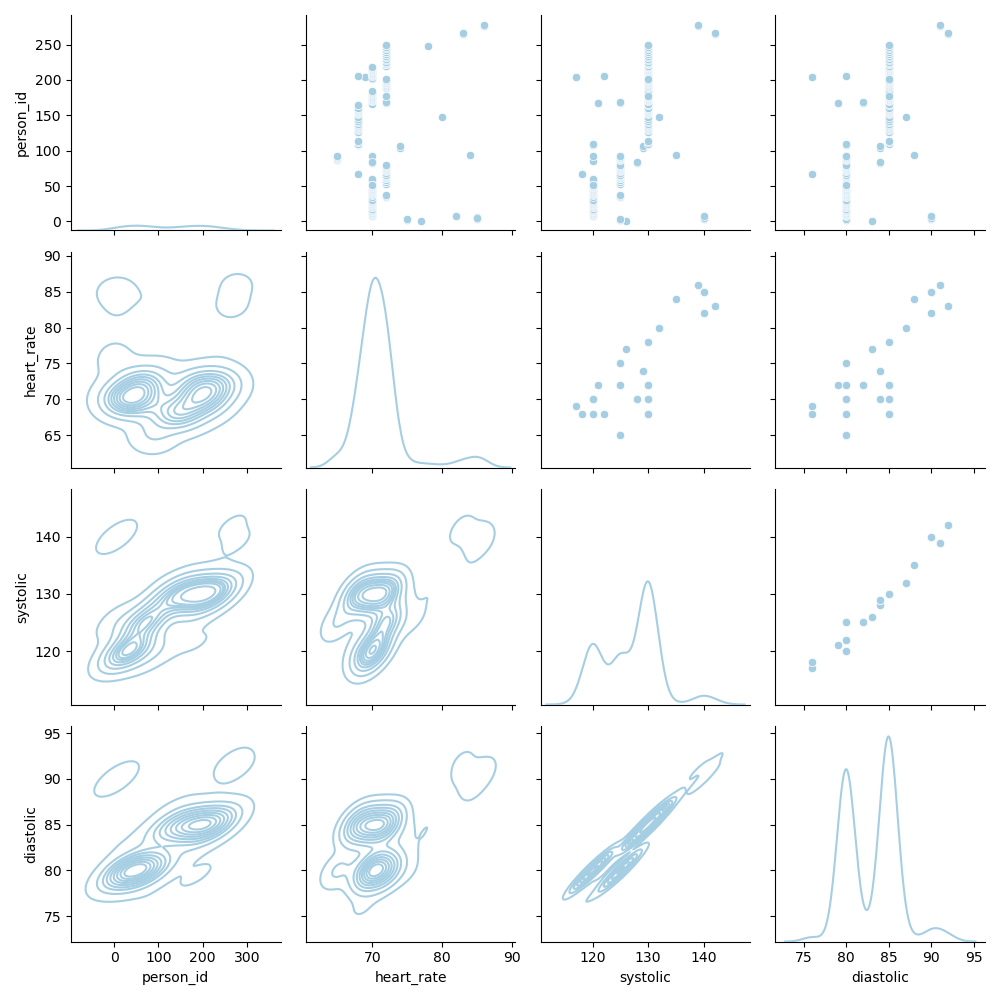 250
200
150
100
50
0
person_id
90
85
80
75
70
65
heart_rate
140
130
120
systolic
95
90
85
80
75
diastolic
0 100 200 300
70 80 90
120 130 140
75 80 85 90 95
person_id heart_rate systolic diastolic